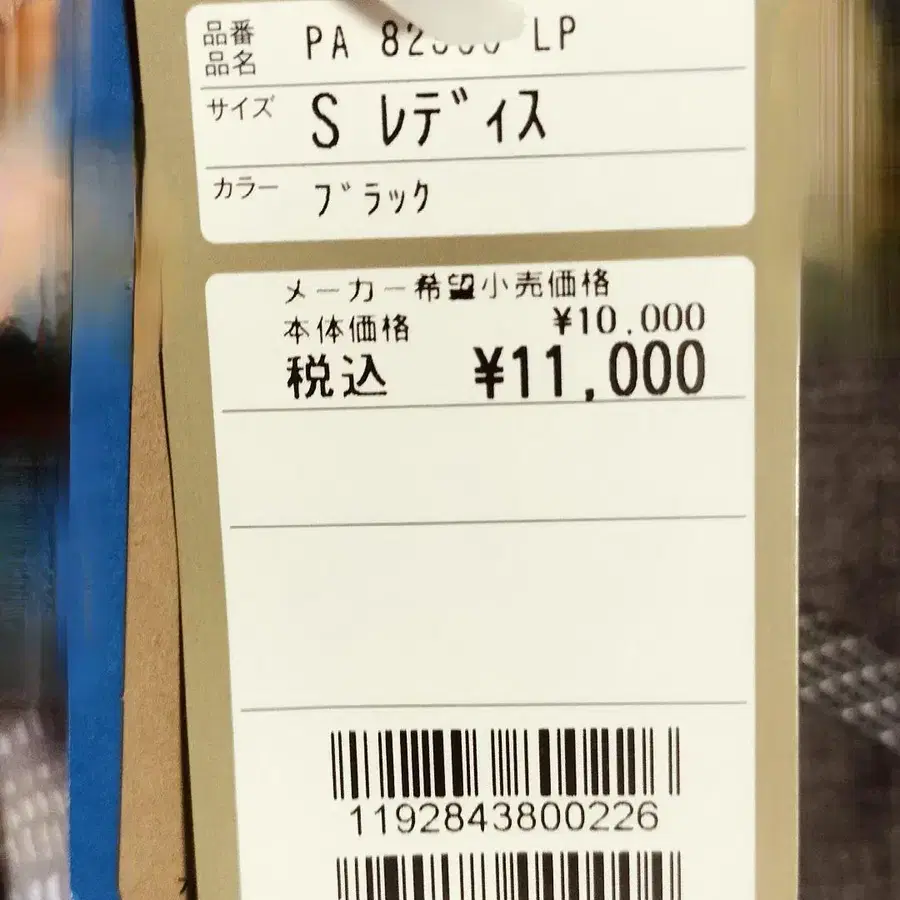 品番
品名
PA LP
サイズ
S レディス
カラー
ブラック
メーカー希望小売価格
本体価格 ¥10,000
税込 ¥11,000
1192843800226